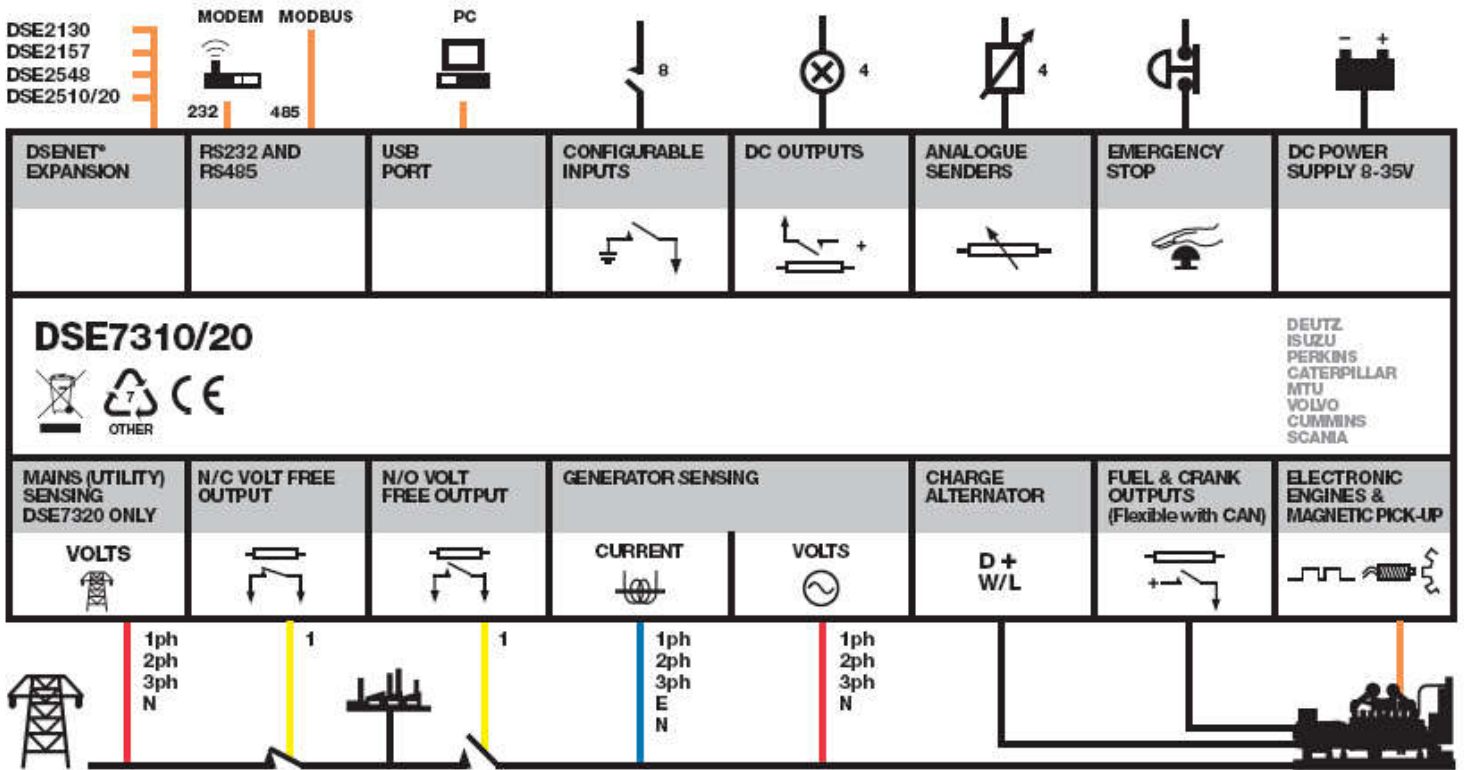 DSE2130
DSE2157
DSE2548
DSE2510/20
MODEM MODBUS
232
485
PC
8
4
4
- +
DSENET®
EXPANSION
RS232 AND
RS485
USB
PORT
CONFIGURABLE
INPUTS
DC OUTPUTS
ANALOGUE
SENDERS
EMERGENCY
STOP
DC POWER
SUPPLY 8-35V
+
DSE7310/20
7
OTHER
CE
DEUTZ
ISUZU
PERKINS
CATERPILLAR
MTU
VOLVO
CUMMINS
SCANIA
MAINS (UTILITY)
SENSING
DSE7320 ONLY
VOLTS
N/C VOLT FREE
OUTPUT
N/O VOLT
FREE OUTPUT
GENERATOR SENSING
CURRENT
VOLTS
CHARGE
ALTERNATOR
D +
W/L
FUEL & CRANK
OUTPUTS
(Flexible with CAN)
+
ELECTRONIC
ENGINES &
MAGNETIC PICK-UP
1ph
2ph
3ph
N
1
1
1ph
2ph
3ph
E
N
1ph
2ph
3ph
N